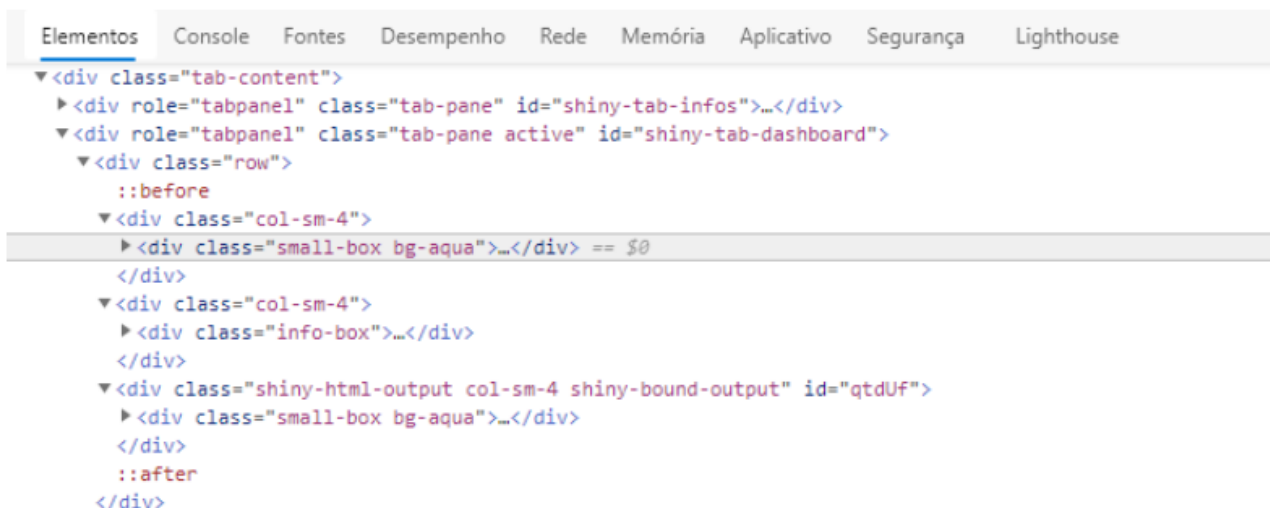 Elementos Console Fontes Desempenho Rede Memória Aplicativo Segurança Lighthouse
▼<div class="tab-content">
▶<div role="tabpanel" class="tab-pane" id="shiny-tab-infos">…</div>
▼<div role="tabpanel" class="tab-pane active" id="shiny-tab-dashboard">
▼<div class="row">
::before
▼<div class="col-sm-4">
▶<div class="small-box bg-aqua">…</div> == $0
</div>
▼<div class="col-sm-4">
▶<div class="info-box">…</div>
</div>
▼<div class="shiny-html-output col-sm-4 shiny-bound-output" id="qtdUf">
▶<div class="small-box bg-aqua">…</div>
</div>
::after
</div>